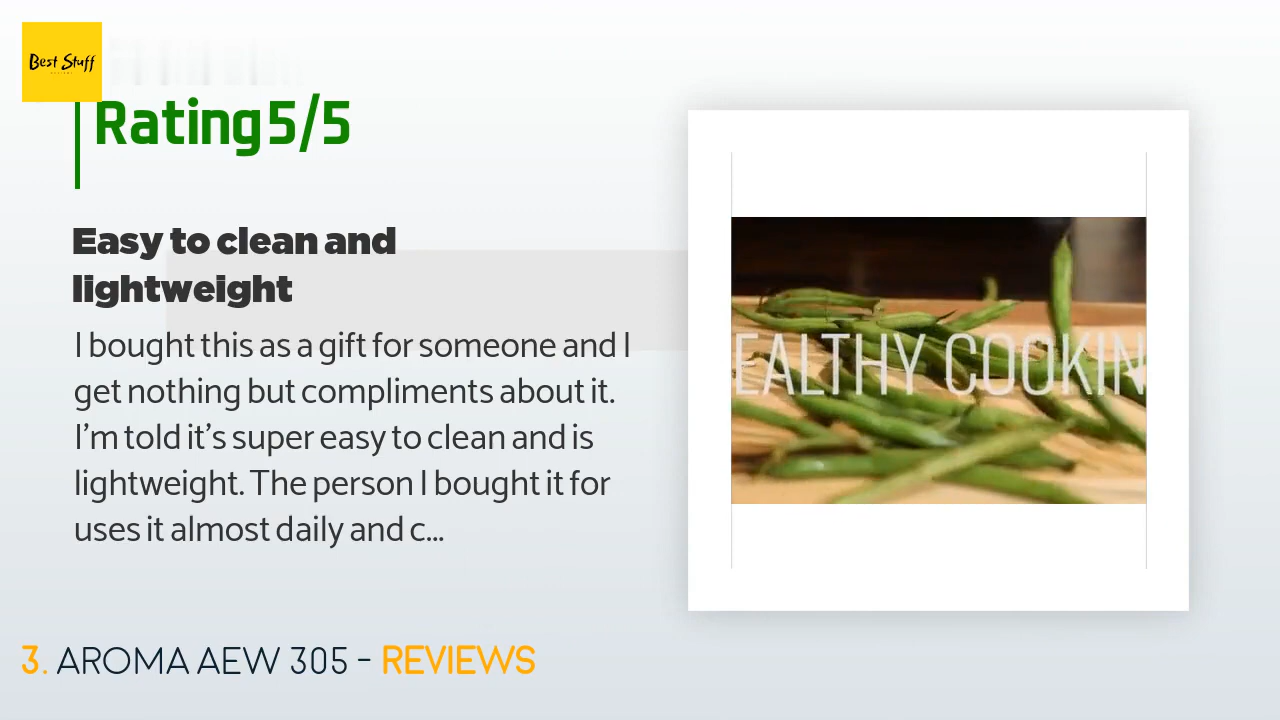 Best Stuff
Rating 5/5
Easy to clean and
lightweight
I bought this as a gift for someone and I
get nothing but compliments about it.
I'm told it's super easy to clean and is
lightweight. The person I bought it for
uses it almost daily and c...
EALTHY COOKIN
3. AROMA AEW 305 - REVIEWS